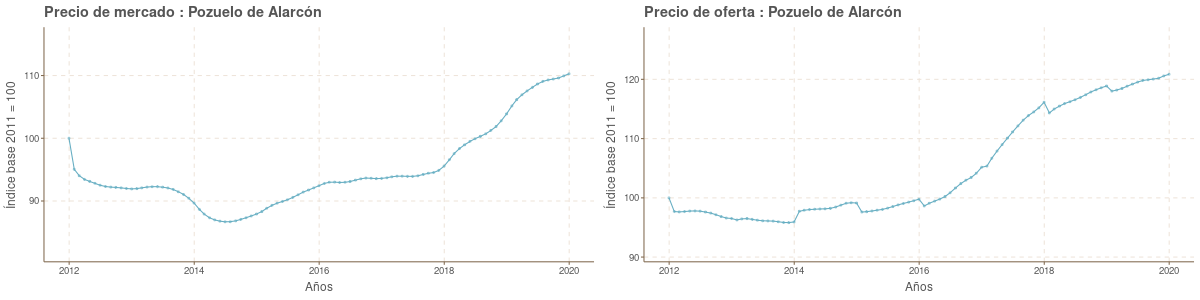 Precio de mercado : Pozuelo de Alarcón
Índice base 2011 = 100
110
100
90
2012
2014
2016
2018
2020
Años
Precio de oferta : Pozuelo de Alarcón
Índice base 2011 = 100
120
110
100
90
2012
2014
2016
2018
2020
Años